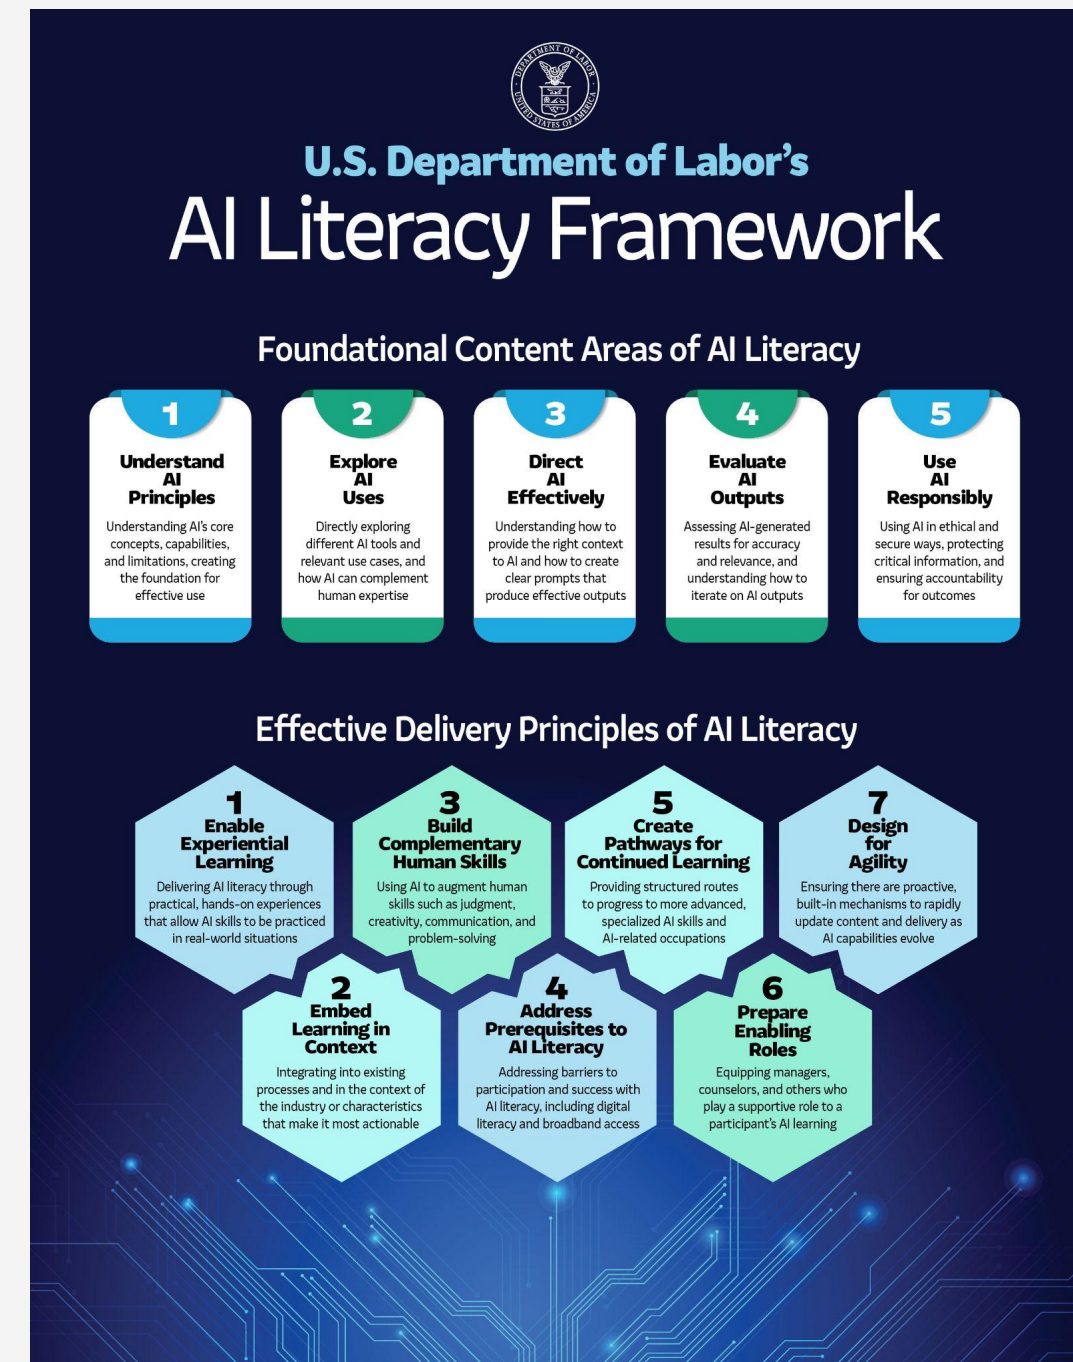 DEPARTMENT OF LABOR
UNITED STATES OF AMERICA
U.S. Department of Labor's
AI Literacy Framework
Foundational Content Areas of AI Literacy
1
Understand
AI
Principles
Understanding AI's core
concepts, capabilities,
and limitations, creating
the foundation for
effective use
2
Explore
AI
Uses
Directly exploring
different AI tools and
relevant use cases, and
how AI can complement
human expertise
3
Direct
AI
Effectively
Understanding how to
provide the right context
to AI and how to create
clear prompts that
produce effective outputs
4
Evaluate
AI
Outputs
Assessing AI-generated
results for accuracy
and relevance, and
understanding how to
iterate on AI outputs
5
Use
AI
Responsibly
Using AI in ethical and
secure ways, protecting
critical information, and
ensuring accountability
for outcomes
Effective Delivery Principles of AI Literacy
1
Enable
Experiential
Learning
Delivering AI literacy through
practical, hands-on experiences
that allow AI skills to be practiced
in real-world situations
2
Embed
Learning in
Context
Integrating into existing
processes and in the context of
the industry or characteristics
that make it most actionable
3
Build
Complementary
Human Skills
Using AI to augment human
skills such as judgment,
creativity, communication, and
problem-solving
4
Address
Prerequisites to
AI Literacy
Addressing barriers to
participation and success with
AI literacy, including digital
literacy and broadband access
5
Create
Pathways for
Continued Learning
Providing structured routes
to progress to more advanced,
specialized AI skills and
AI-related occupations
6
Prepare
Enabling
Roles
Equipping managers,
counselors, and others who
play a supportive role to a
participant's AI learning
7
Design
for
Agility
Ensuring there are proactive,
built-in mechanisms to rapidly
update content and delivery as
AI capabilities evolve